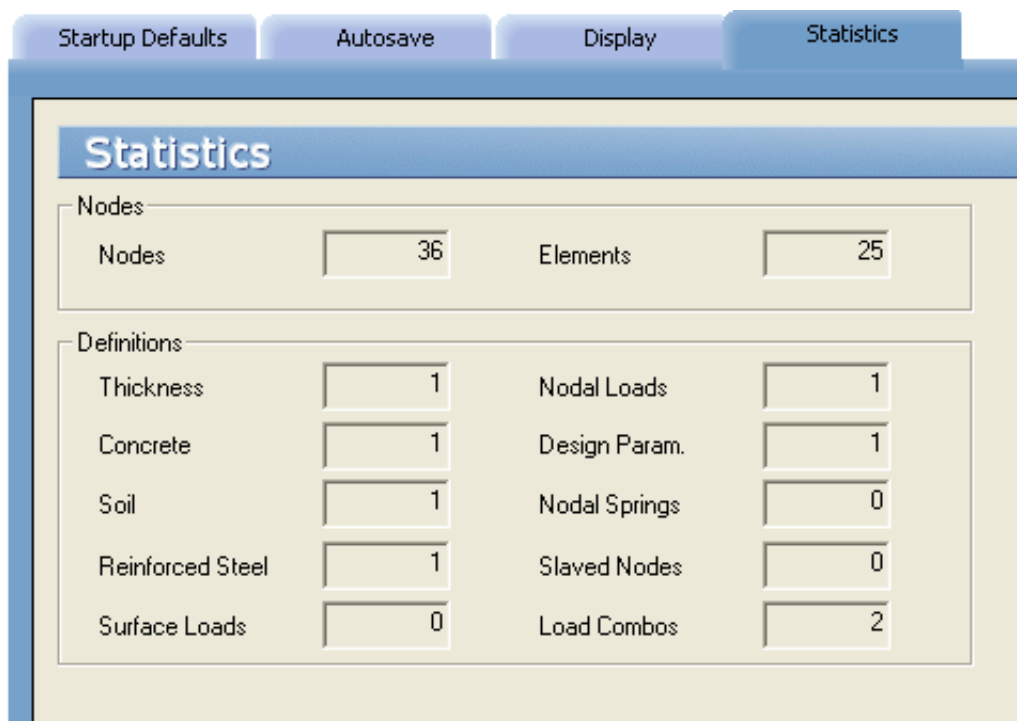 Startup Defaults Autosave Display Statistics
Statistics
Nodes
Nodes 36 Elements 25
Definitions
Thickness 1 Nodal Loads 1
Concrete 1 Design Param. 1
Soil 1 Nodal Springs 0
Reinforced Steel 1 Slaved Nodes 0
Surface Loads 0 Load Combos 2